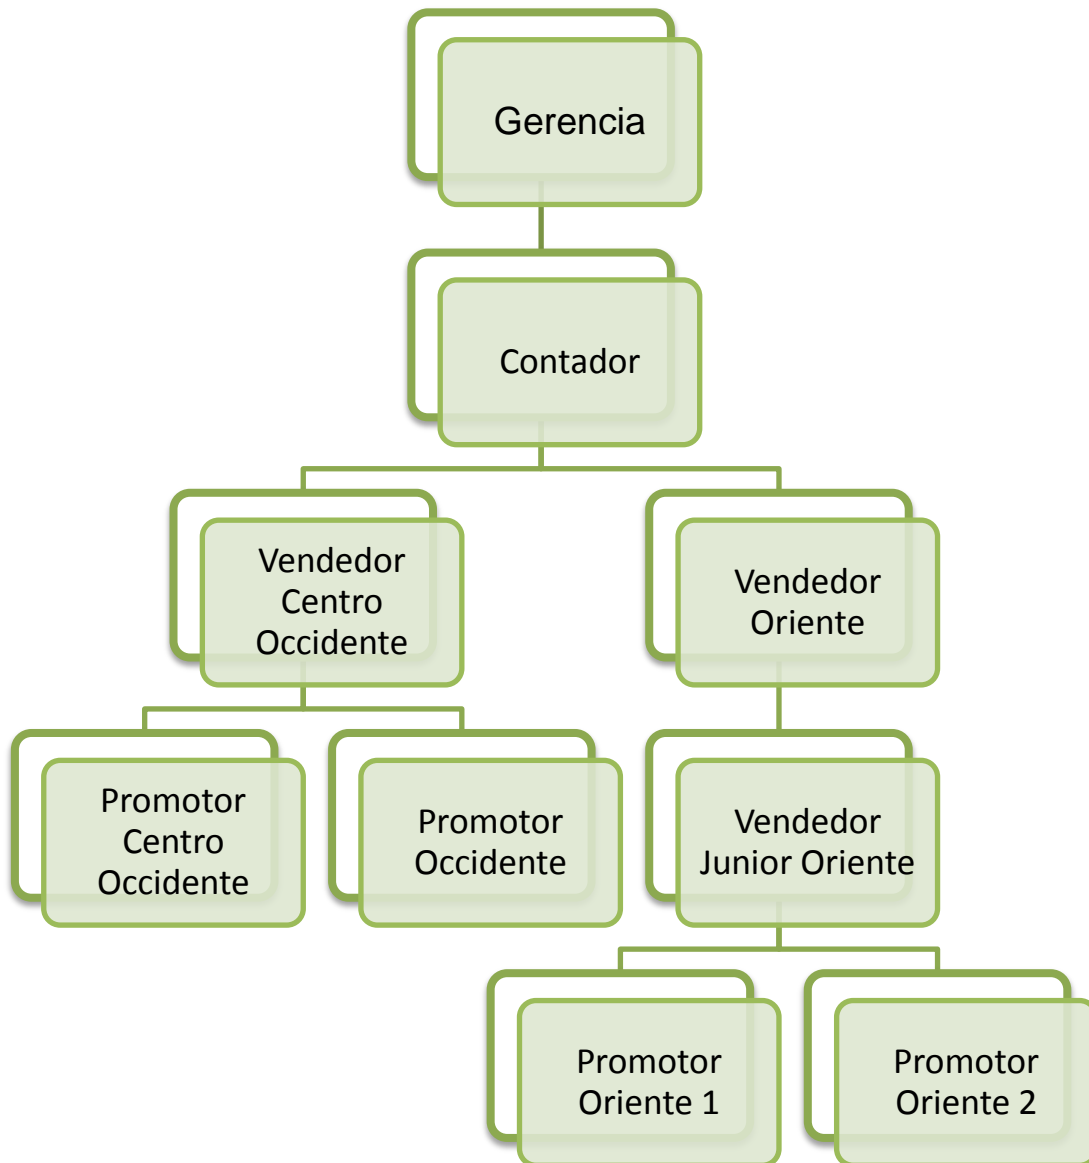 Gerencia
Contador
Vendedor
Centro
Occidente
Vendedor
Oriente
Promotor
Centro
Occidente
Promotor
Occidente
Vendedor
Junior Oriente
Promotor
Oriente 1
Promotor
Oriente 2